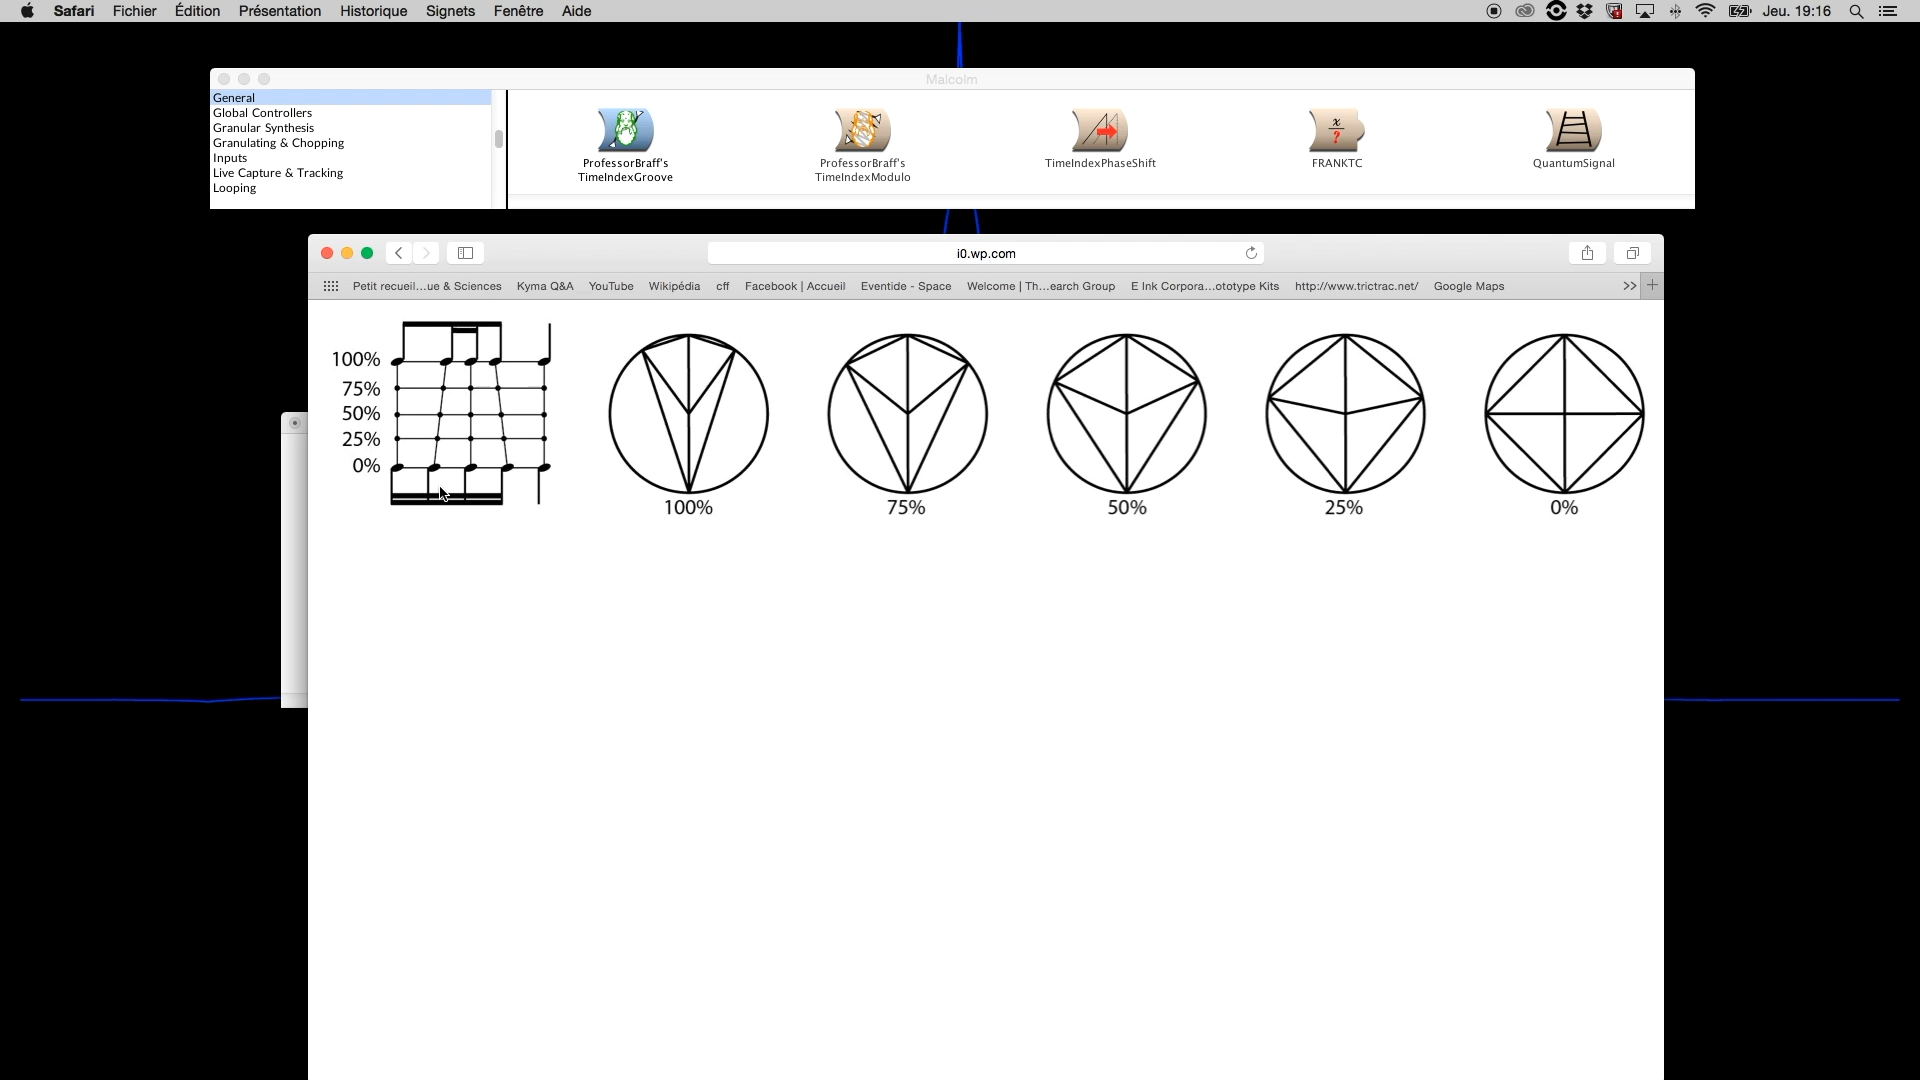 Safari Fichier Édition Présentation Historique Signets Fenêtre Aide Jeu. 19:16
Malcolm
General
Global Controllers
Granular Synthesis
Granulating & Chopping
Inputs
Live Capture & Tracking
Looping
ProfessorBraff's
TimeIndexGroove
ProfessorBraff's
TimeIndexModulo
TimeIndexPhaseShift
x
?
FRANKTC
QuantumSignal
i0.wp.com
Petit recueil...ue & Sciences Kyma Q&A YouTube Wikipédia cff Facebook | Accueil Eventide - Space Welcome | Th...earch Group E Ink Corpora...ototype Kits http://www.trictrac.net/ Google Maps >> +
100%
75%
50%
25%
0%
100% 75% 50% 25% 0%